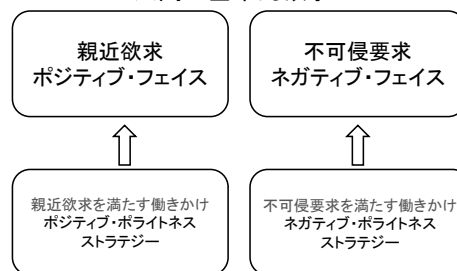 親近欲求
ポジティブ・フェイス
不可侵要求
ネガティブ・フェイス
親近欲求を満たす働きかけ
ポジティブ・ポライトネス
ストラテジー
不可侵要求を満たす働きかけ
ネガティブ・ポライトネス
ストラテジー